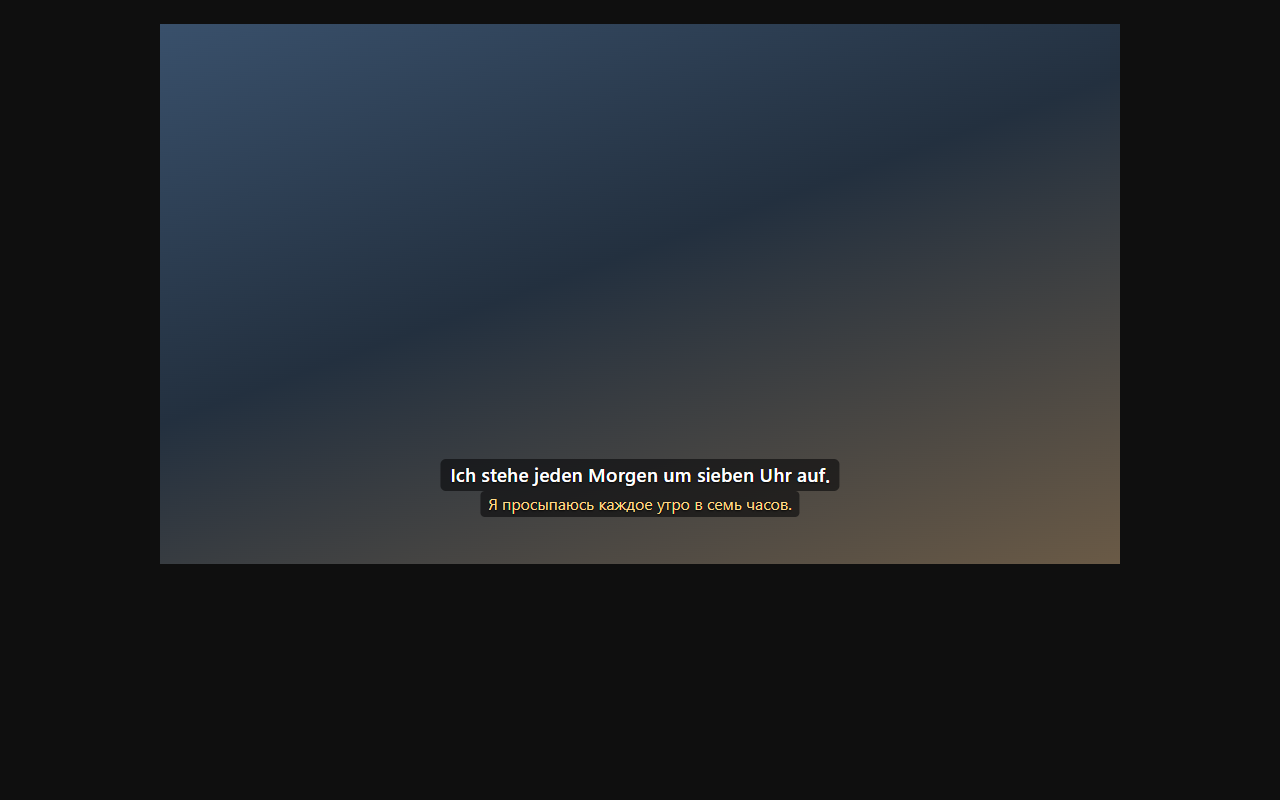 Ich stehe jeden Morgen um sieben Uhr auf.
Я просыпаюсь каждое утро в семь часов.